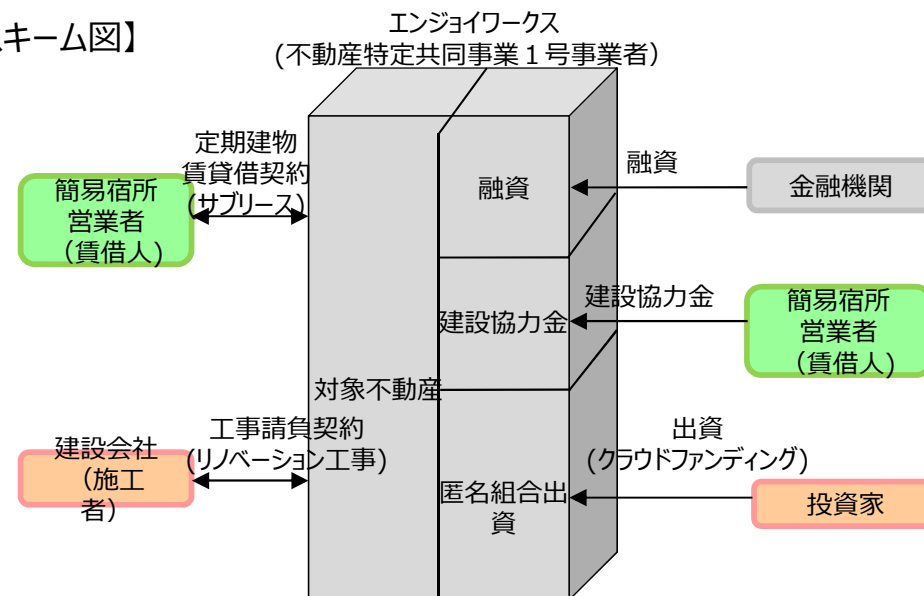 キーム図】
エンジョイワークス
(不動産特定共同事業１号事業者)
定期建物
賃貸借契約
(サブリース)
簡易宿所
営業者
（賃借人)
融資
融資
金融機関
建設協力金
建設協力金
簡易宿所
営業者
（賃借人)
対象不動産
工事請負契約
(リノベーション工事)
建設会社
（施工
者）
出資
(クラウドファンディング)
匿名組合出
資
投資家